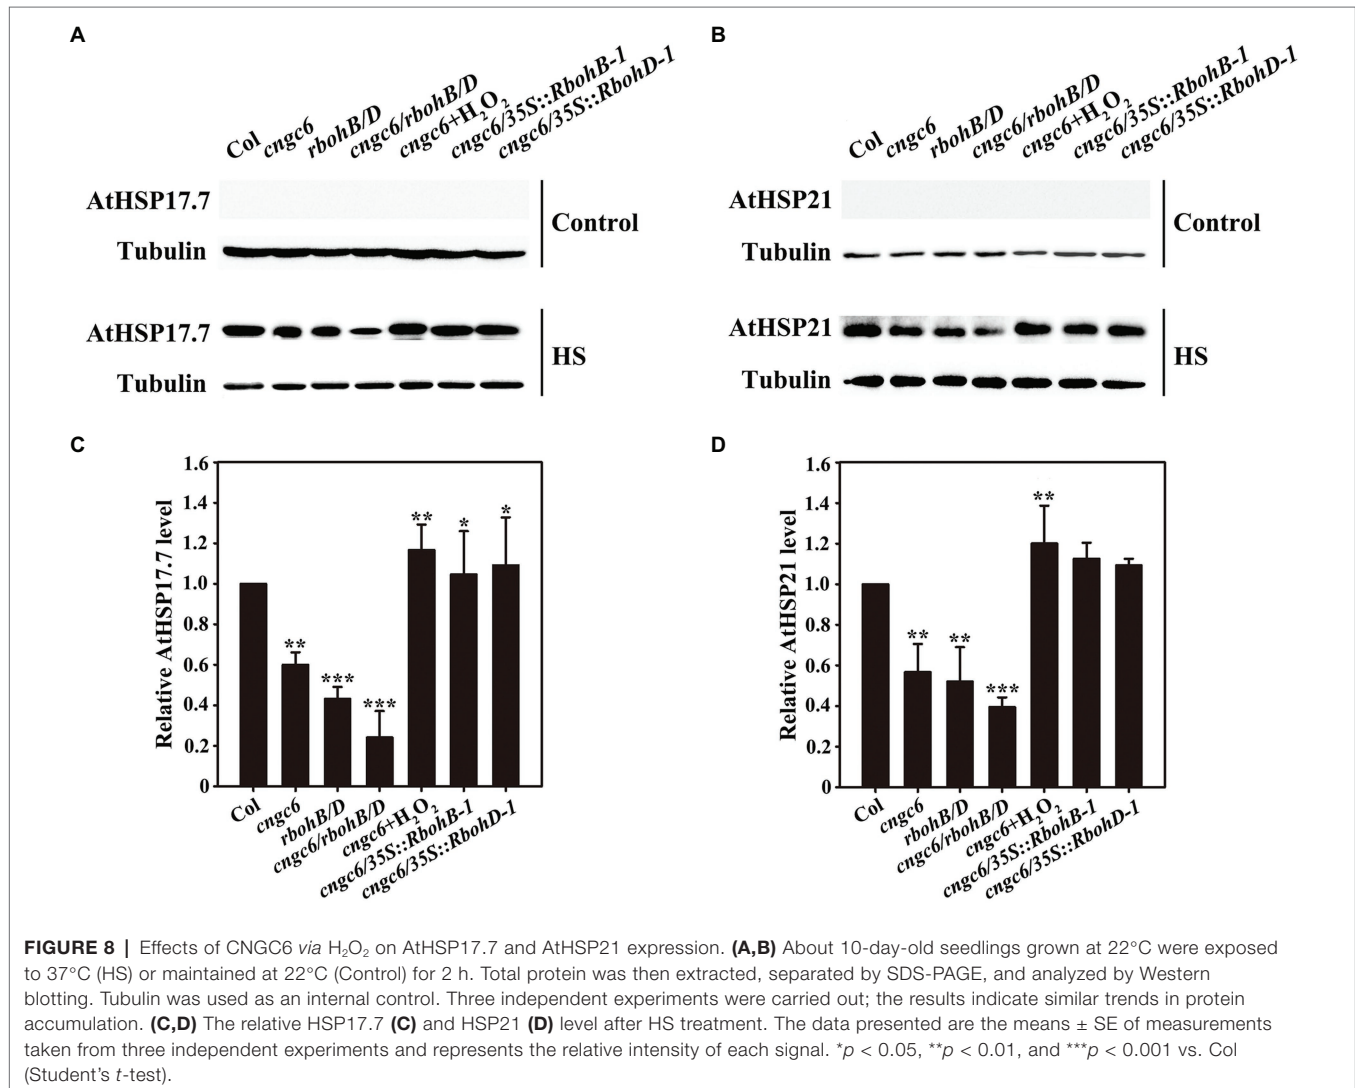 A
Col cngc6 rbohB/D cngc6/rbohB/D cngc6+H₂O₂ cngc6/35S::RbohB-1 cngc6/35S::RbohD-1
AtHSP17.7
Control
Tubulin
AtHSP17.7
HS
Tubulin
B
Col cngc6 rbohB/D cngc6/rbohB/D cngc6+H₂O₂ cngc6/35S::RbohB-1 cngc6/35S::RbohD-1
AtHSP21
Control
Tubulin
AtHSP21
HS
Tubulin
C
Relative AtHSP17.7 level
1.6
1.4
1.2
1.0
0.8
0.6
0.4
0.2
0
** *** *** ** * *
Col cngc6 rbohB/D cngc6/rbohB/D cngc6+H₂O₂ cngc6/35S::RbohB-1 cngc6/35S::RbohD-1
D
Relative AtHSP21 level
1.6
1.4
1.2
1.0
0.8
0.6
0.4
0.2
0
** ** *** **
Col cngc6 rbohB/D cngc6/rbohB/D cngc6+H₂O₂ cngc6/35S::RbohB-1 cngc6/35S::RbohD-1
FIGURE 8 | Effects of CNGC6 via H₂O₂ on AtHSP17.7 and AtHSP21 expression. (A,B) About 10-day-old seedlings grown at 22°C were exposed
to 37°C (HS) or maintained at 22°C (Control) for 2 h. Total protein was then extracted, separated by SDS-PAGE, and analyzed by Western
blotting. Tubulin was used as an internal control. Three independent experiments were carried out; the results indicate similar trends in protein
accumulation. (C,D) The relative HSP17.7 (C) and HSP21 (D) level after HS treatment. The data presented are the means ± SE of measurements
taken from three independent experiments and represents the relative intensity of each signal. *p < 0.05, **p < 0.01, and ***p < 0.001 vs. Col
(Student's t-test).